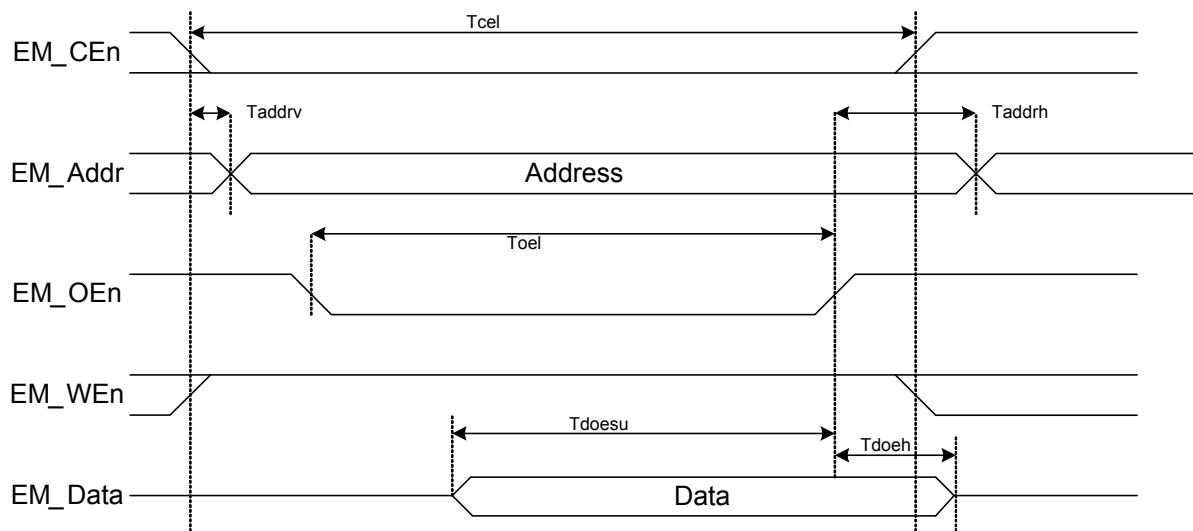 Tcel
EM_CEn
Taddrv
Taddrh
EM_Addr
Address
Toel
EM_OEn
EM_WEn
Tdoesu
Tdoeh
EM_Data
Data